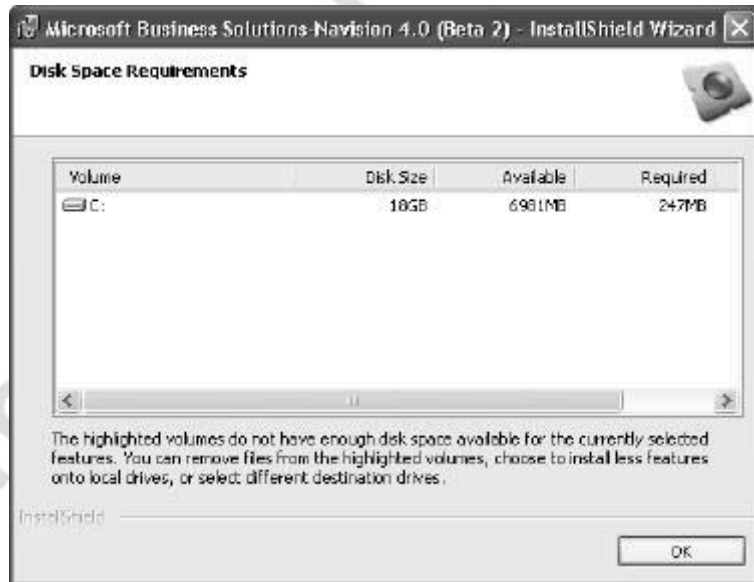 Microsoft Business Solutions-Navision 4.0 (Beta 2) - InstallShield Wizard
Disk Space Requirements
Volume Disk Size Available Required
C: 18GB 6981MB 247MB
The highlighted volumes do not have enough disk space available for the currently selected
features. You can remove files from the highlighted volumes, choose to install less features
onto local drives, or select different destination drives.
InstallShield
OK